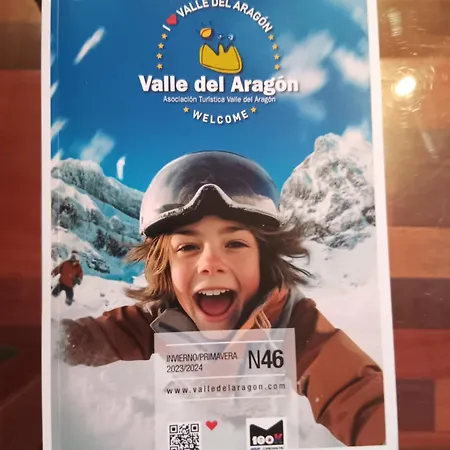 I ❤ VALLE DEL ARAGÓN
Valle del Aragón
Asociación Turística Valle del Aragón
WELCOME
INVIERNO/PRIMAVERA
2023/2024
N46
www.valledelaragon.com
100K